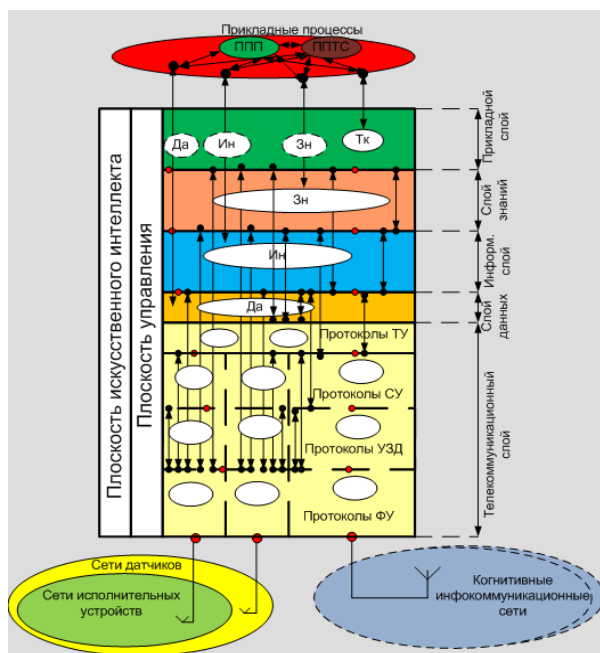 Прикладные процессы
ППП
ППТС
Да
Ин
Зн
Тк
Прикладной
слой
Зн
Слой
знаний
Ин
Информ.
слой
Да
Слой
данных
Плоскость искусственного интеллекта
Плоскость управления
Протоколы ТУ
Протоколы СУ
Протоколы УЗД
Протоколы ФУ
Телекоммуникационный
слой
Сети датчиков
Сети исполнительных
устройств
Когнитивные
инфокоммуникационные
сети